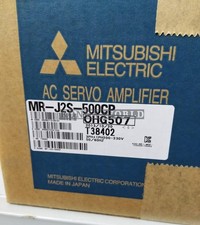 MITSUBISHI
ELECTRIC
AC SERVO AMPLIFIER
MR-J2S-500CP
OHG507
T38402
MITSUBISHI ELECTRIC CORPORATION
MADE IN JAPAN